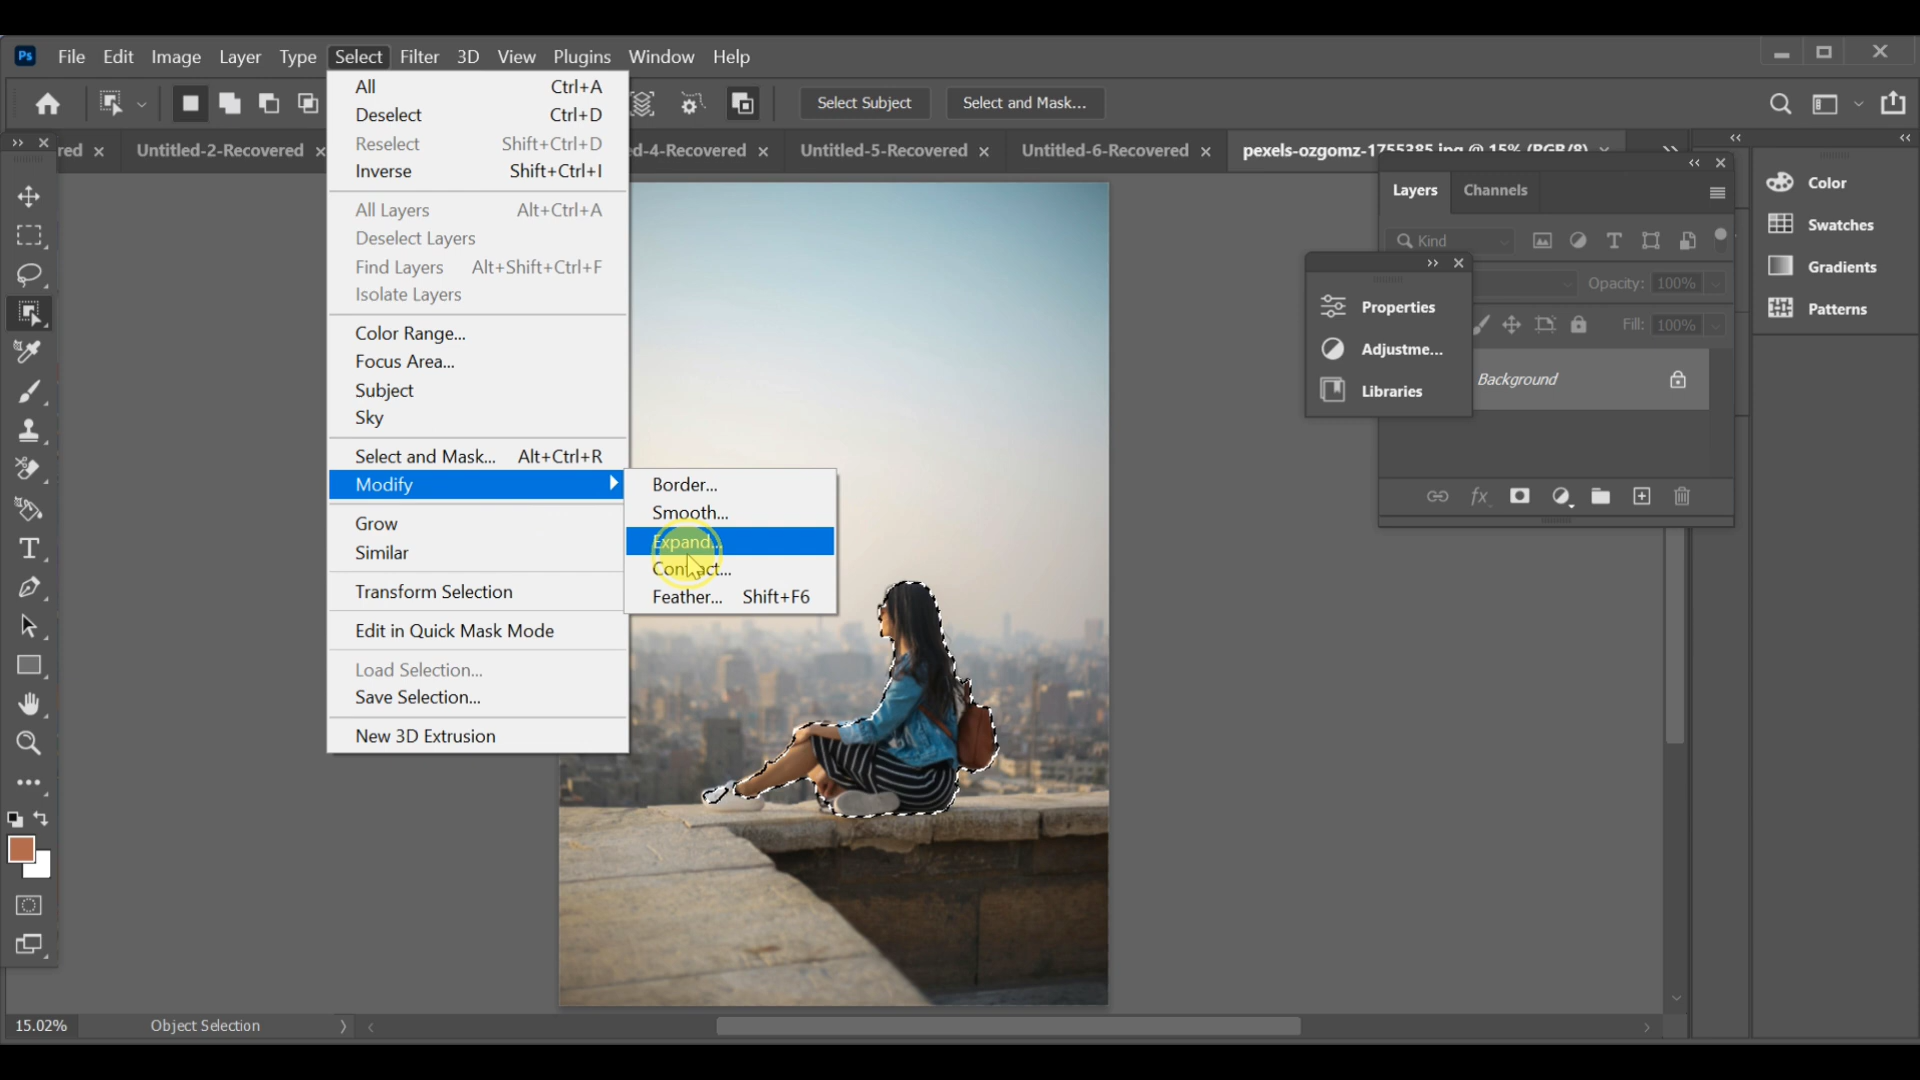 Ps File Edit Image Layer Type Select Filter 3D View Plugins Window Help
Select Subject Select and Mask...
red × Untitled-2-Recovered × d-4-Recovered × Untitled-5-Recovered × Untitled-6-Recovered × pexels-ozgomz-1755385.jpg @ 15% (RGB/8) ×
All Ctrl+A
Deselect Ctrl+D
Reselect Shift+Ctrl+D
Inverse Shift+Ctrl+I
All Layers Alt+Ctrl+A
Deselect Layers
Find Layers Alt+Shift+Ctrl+F
Isolate Layers
Color Range...
Focus Area...
Subject
Sky
Select and Mask... Alt+Ctrl+R
Modify
Grow
Similar
Transform Selection
Edit in Quick Mask Mode
Load Selection...
Save Selection...
New 3D Extrusion
Border...
Smooth...
Expand...
Contract...
Feather... Shift+F6
Layers Channels
Kind
Opacity: 100%
Fill: 100%
Background
Properties
Adjustme...
Libraries
Color
Swatches
Gradients
Patterns
15.02% Object Selection